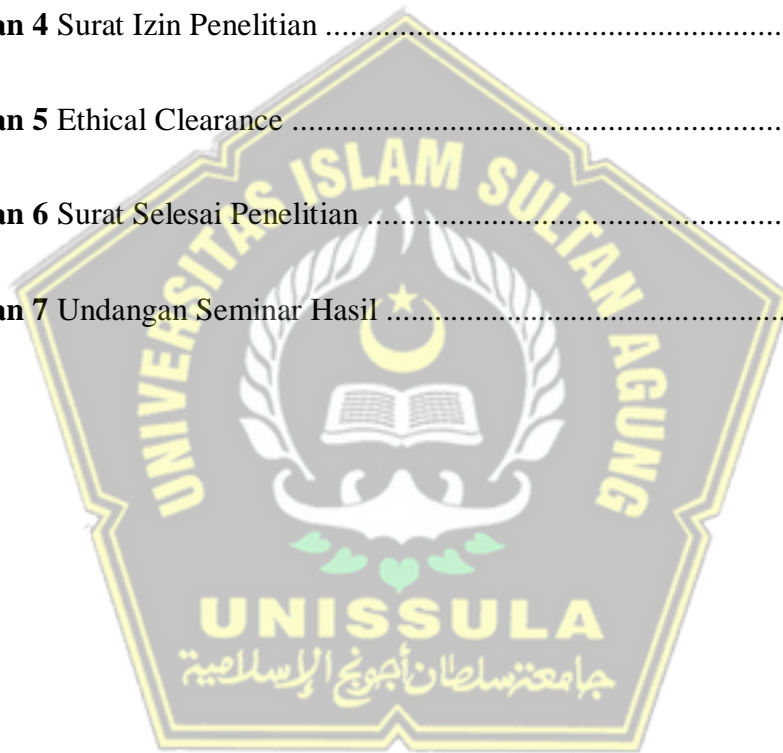 an 4 Surat Izin Penelitian ............................................................
an 5 Ethical Clearance ............................................................
an 6 Surat Selesai Penelitian ............................................................
an 7 Undangan Seminar Hasil ............................................................
UNIVERSITAS ISLAM SULTAN AGUNG
UNISSULA
جامعة سلطان أجونج الإسلامية